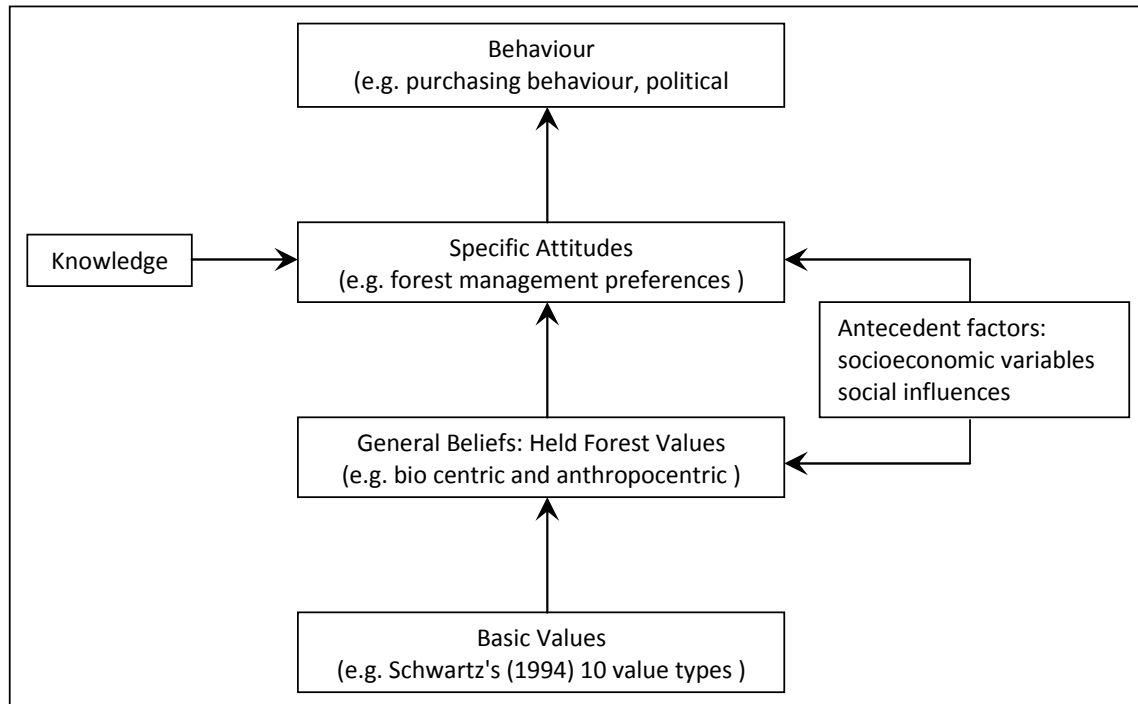 Behaviour
(e.g. purchasing behaviour, political
Knowledge
Specific Attitudes
(e.g. forest management preferences )
Antecedent factors:
socioeconomic variables
social influences
General Beliefs: Held Forest Values
(e.g. bio centric and anthropocentric )
Basic Values
(e.g. Schwartz's (1994) 10 value types )